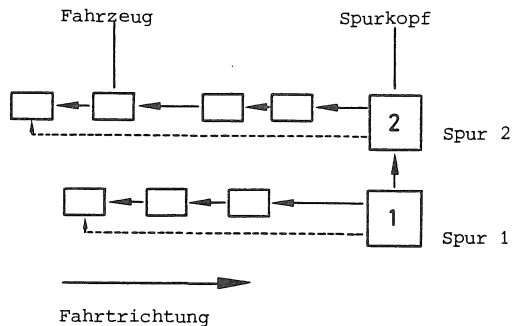 Fahrzeug
Spurkopf
2
Spur 2
1
Spur 1
Fahrtrichtung